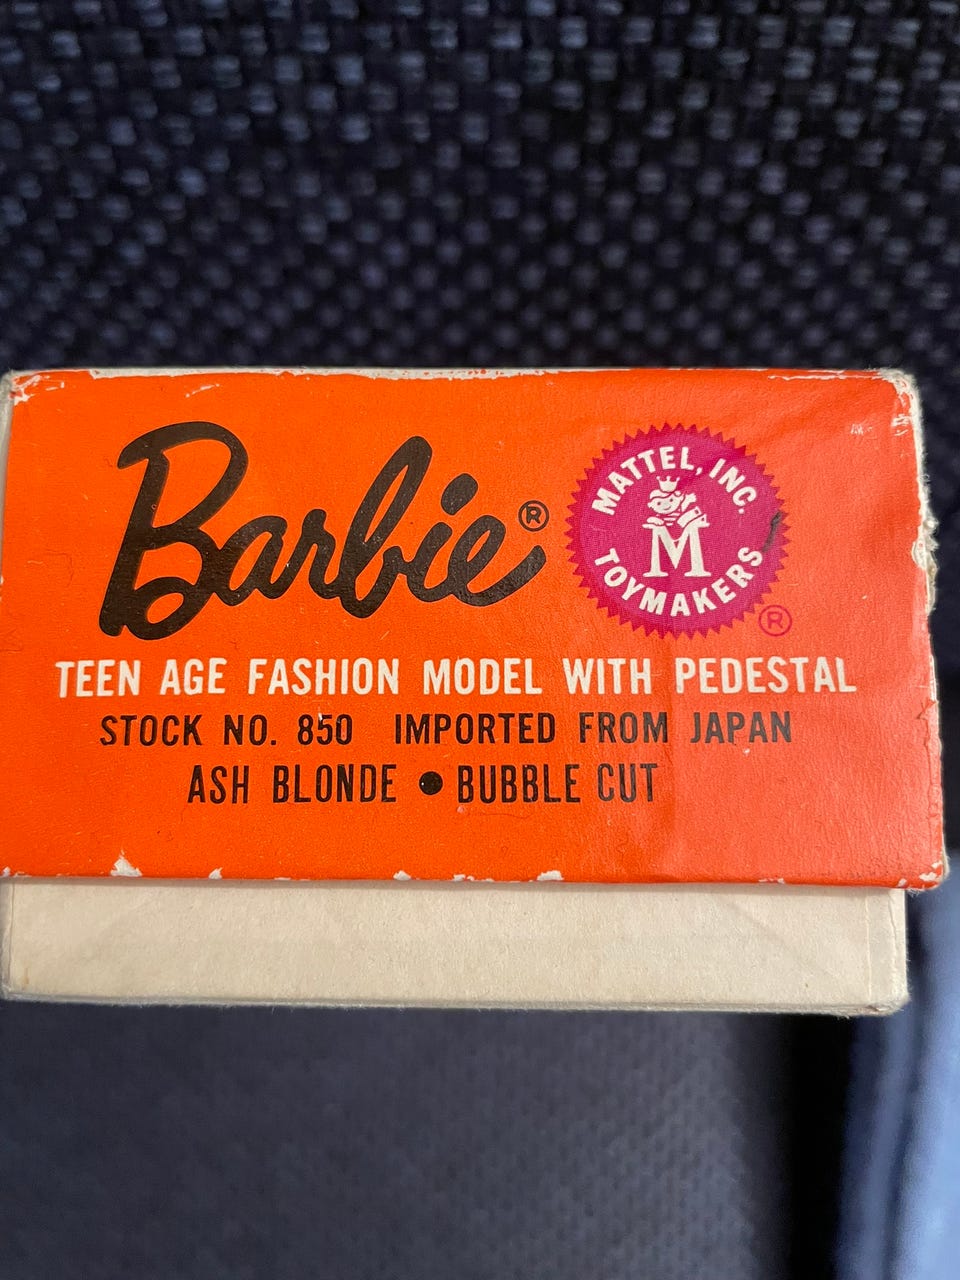 Barbie®
MATTEL, INC.
M
TOYMAKERS
®
TEEN AGE FASHION MODEL WITH PEDESTAL
STOCK NO. 850 IMPORTED FROM JAPAN
ASH BLONDE ● BUBBLE CUT